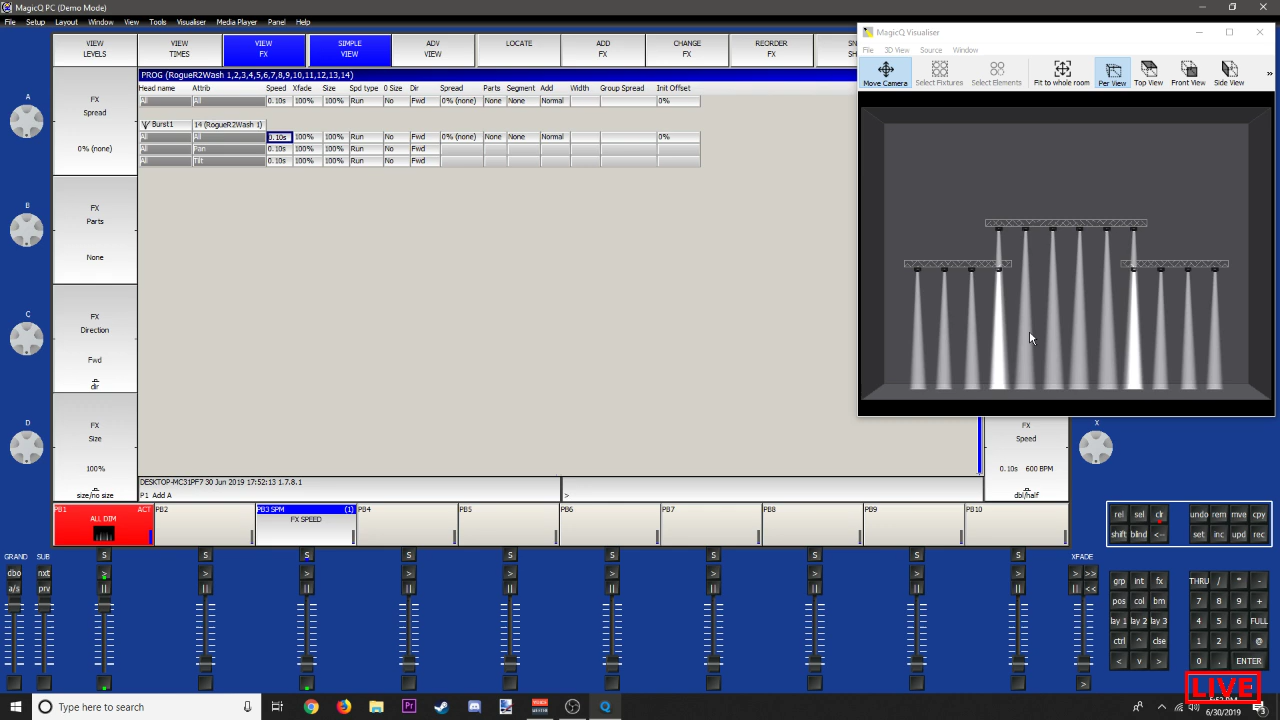 MagicQ PC (Demo Mode)
File Setup Layout Window View Tools Visualiser Media Player Panel Help
VIEW LEVELS
VIEW TIMES
VIEW FX
SIMPLE VIEW
ADV VIEW
LOCATE
ADD FX
CHANGE FX
REORDER FX
MagicQ Visualiser
File 3D View Source Window
Move Camera Select Fixtures Select Elements Fit to whole room Per View Top View Front View Side View »
PROG (RogueR2Wash 1,2,3,4,5,6,7,8,9,10,11,12,13,14)
Head name Attrib Speed Xfade Size Spd type 0 Size Dir Spread Parts Segment Add Width Group Spread Init Offset
All All 0.10s 100% 100% Run No Fwd 0% (none) None None Normal 0%
Burst1 14 (RogueR2Wash 1)
All All 0.10s 100% 100% Run No Fwd 0% (none) None None Normal 0%
All Pan 0.10s 100% 100% Run No Fwd
All Tilt 0.10s 100% 100% Run No Fwd
A
FX Spread
0% (none)
B
FX Parts
None
C
FX Direction
Fwd
dir
D
FX Size
100%
size/no size
X
FX Speed
0.10s 600 BPM
dbl/half
DESKTOP-MC31PF7 30 Jun 2019 17:52:13 1.7.8.1
P1 Add A
>
PB1 ACT
ALL DIM
PB2
PB3 SPM (1)
FX SPEED
PB4
PB5
PB6
PB7
PB8
PB9
PB10
GRAND SUB S S S S S S S S S S XFADE
dbo nxt > > > > > > > > > > > >>
a/s prv || || || || || || || || || || || <<
>
rel sel clr undo rem mve cpy
shift blind <-- set inc upd rec
grp int fx THRU / * -
pos col bm 7 8 9 +
lay 1 lay 2 lay 3 4 5 6 FULL
ctrl ^ clse 1 2 3 @
< v > 0 . ENTER
LIVE
Type here to search
6/30/2019